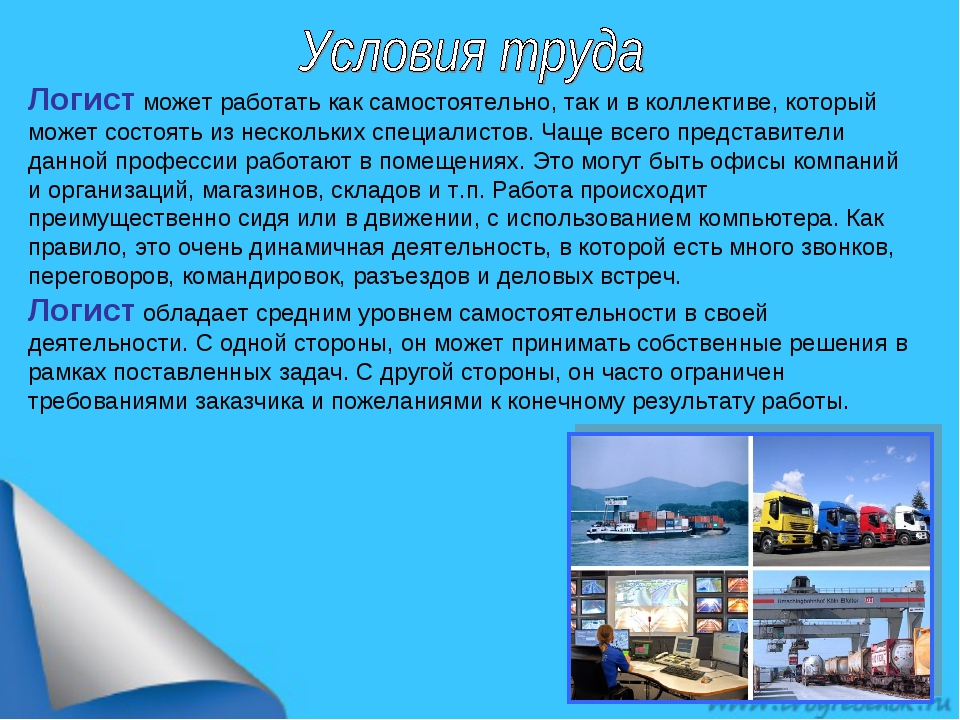 Условия труда
Логист может работать как самостоятельно, так и в коллективе, который
может состоять из нескольких специалистов. Чаще всего представители
данной профессии работают в помещениях. Это могут быть офисы компаний
и организаций, магазинов, складов и т.п. Работа происходит
преимущественно сидя или в движении, с использованием компьютера. Как
правило, это очень динамичная деятельность, в которой есть много звонков,
переговоров, командировок, разъездов и деловых встреч.
Логист обладает средним уровнем самостоятельности в своей
деятельности. С одной стороны, он может принимать собственные решения в
рамках поставленных задач. С другой стороны, он часто ограничен
требованиями заказчика и пожеланиями к конечному результату работы.
Umschlagbahnhof Köln Eifeltor DB